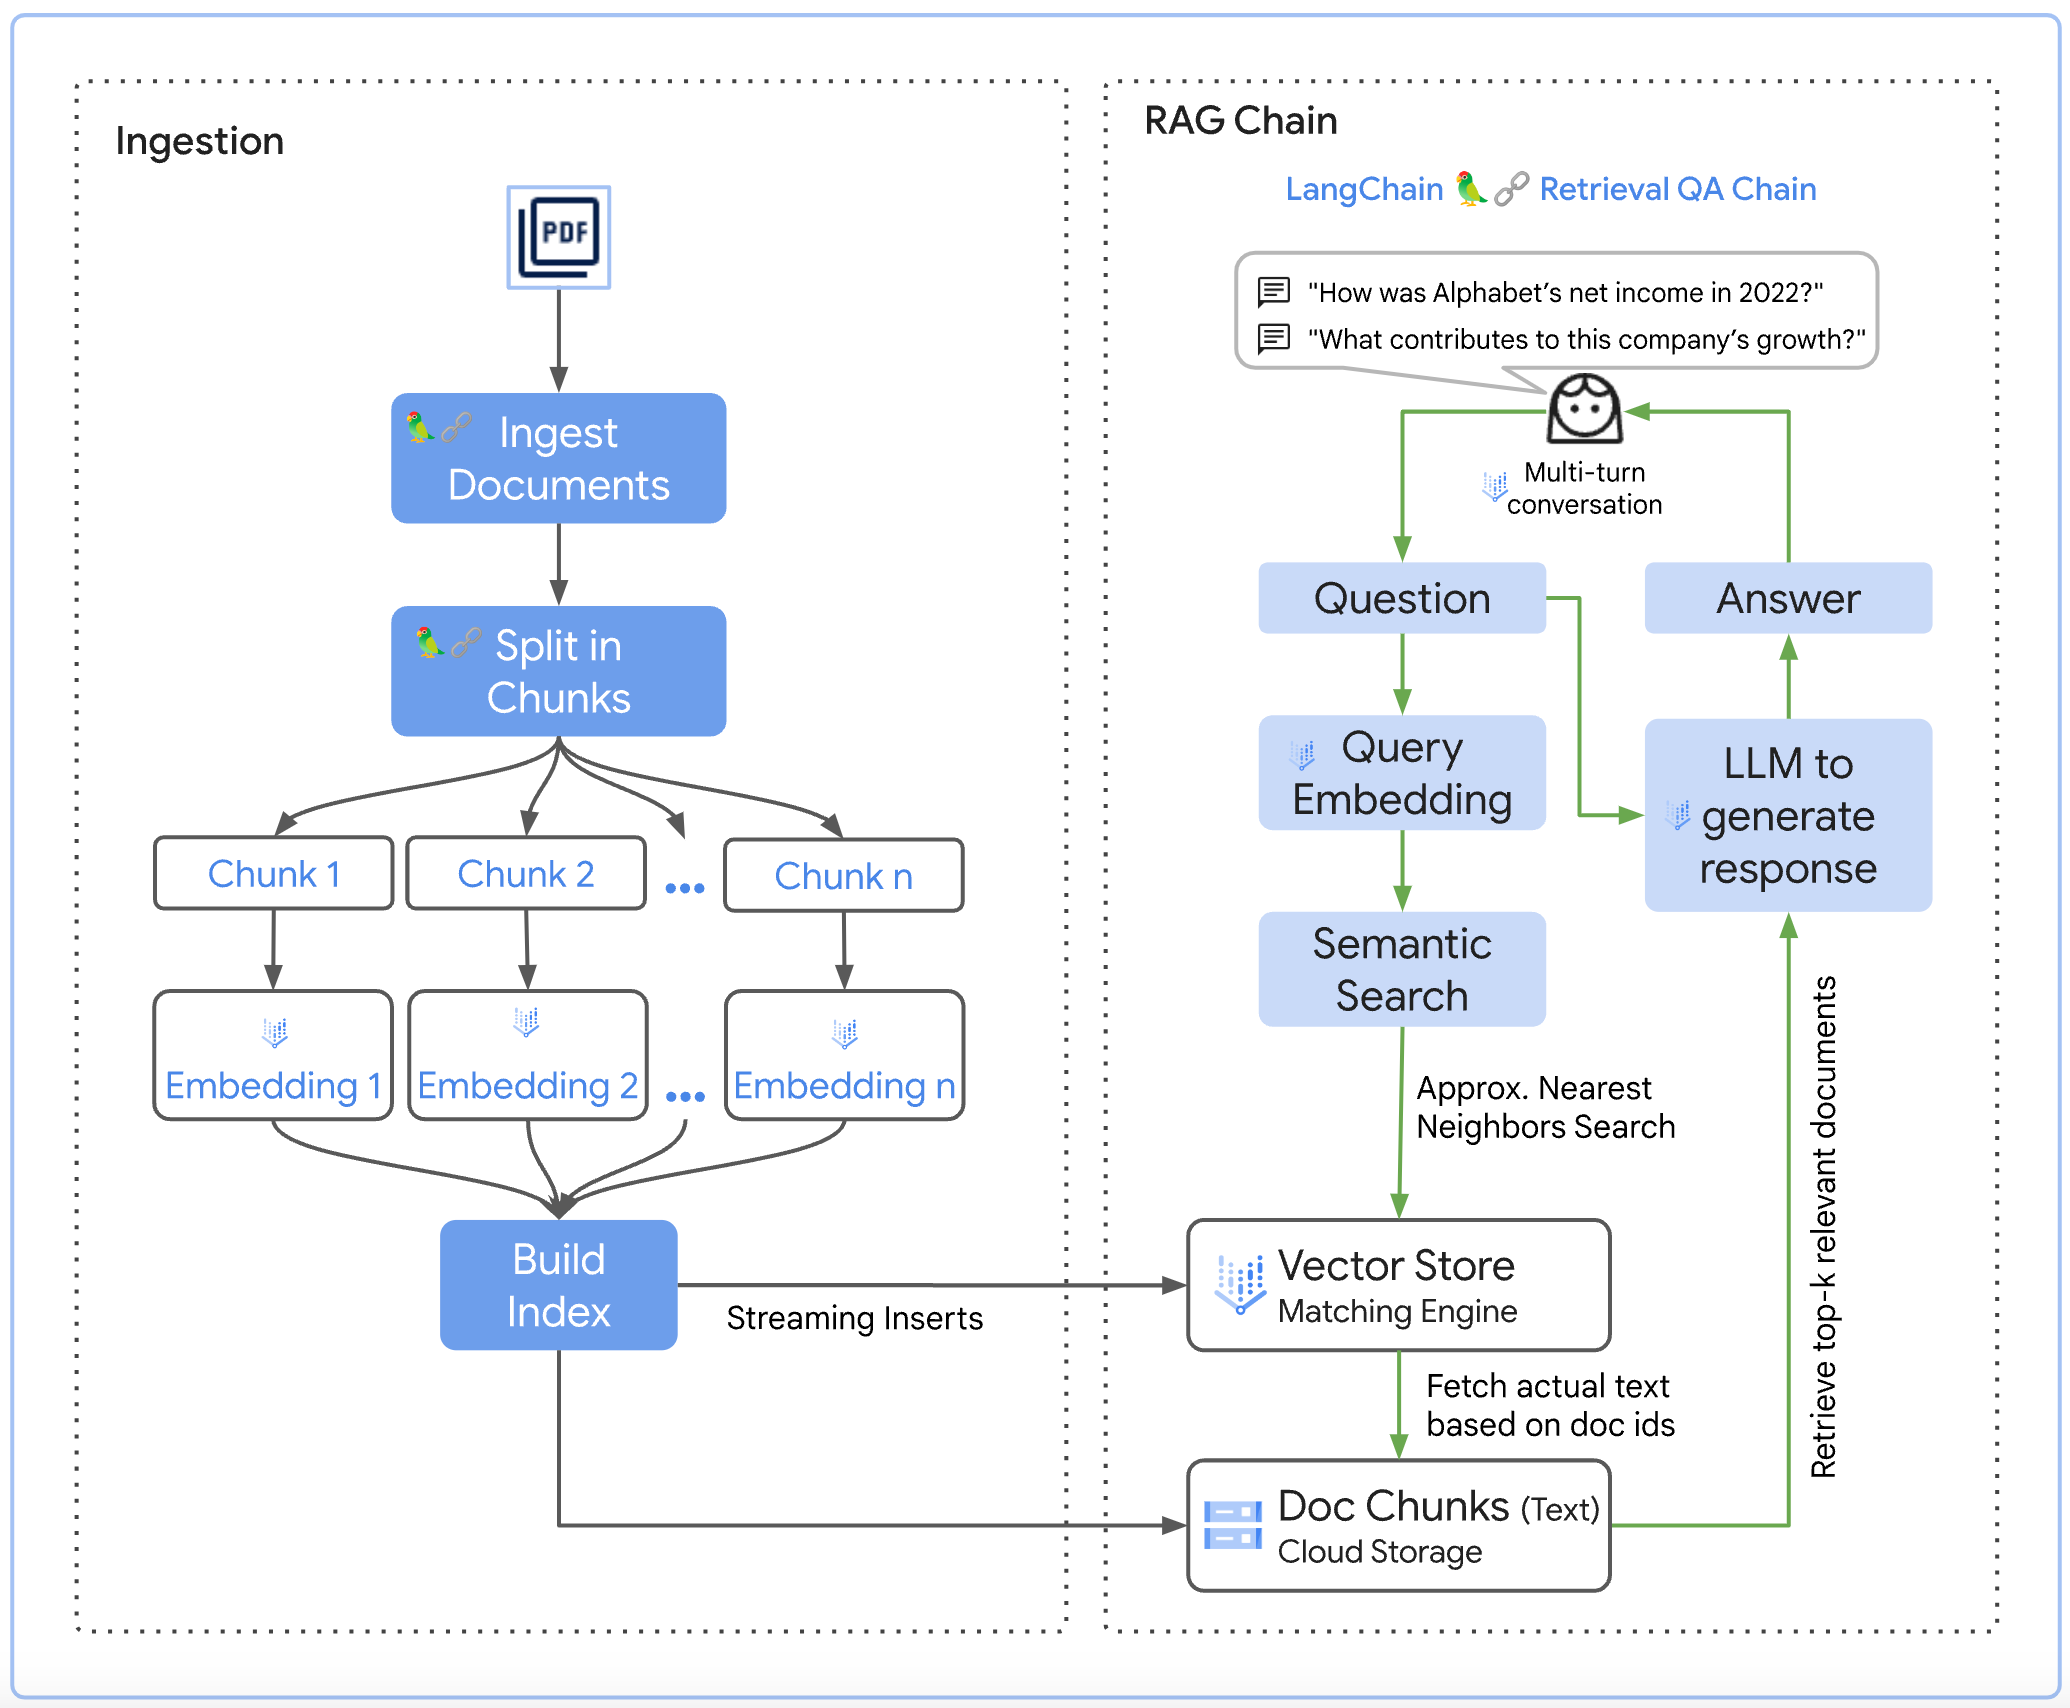 Ingestion
PDF
Ingest
Documents
Split in
Chunks
Chunk 1
Chunk 2
...
Chunk n
Embedding 1
Embedding 2
...
Embedding n
Build
Index
Streaming Inserts
RAG Chain
LangChain 🦜🔗 Retrieval QA Chain
"How was Alphabet’s net income in 2022?"
"What contributes to this company’s growth?"
Multi-turn
conversation
Question
Answer
Query
Embedding
LLM to
generate
response
Semantic
Search
Approx. Nearest
Neighbors Search
Retrieve top-k relevant documents
Vector Store
Matching Engine
Fetch actual text
based on doc ids
Doc Chunks (Text)
Cloud Storage